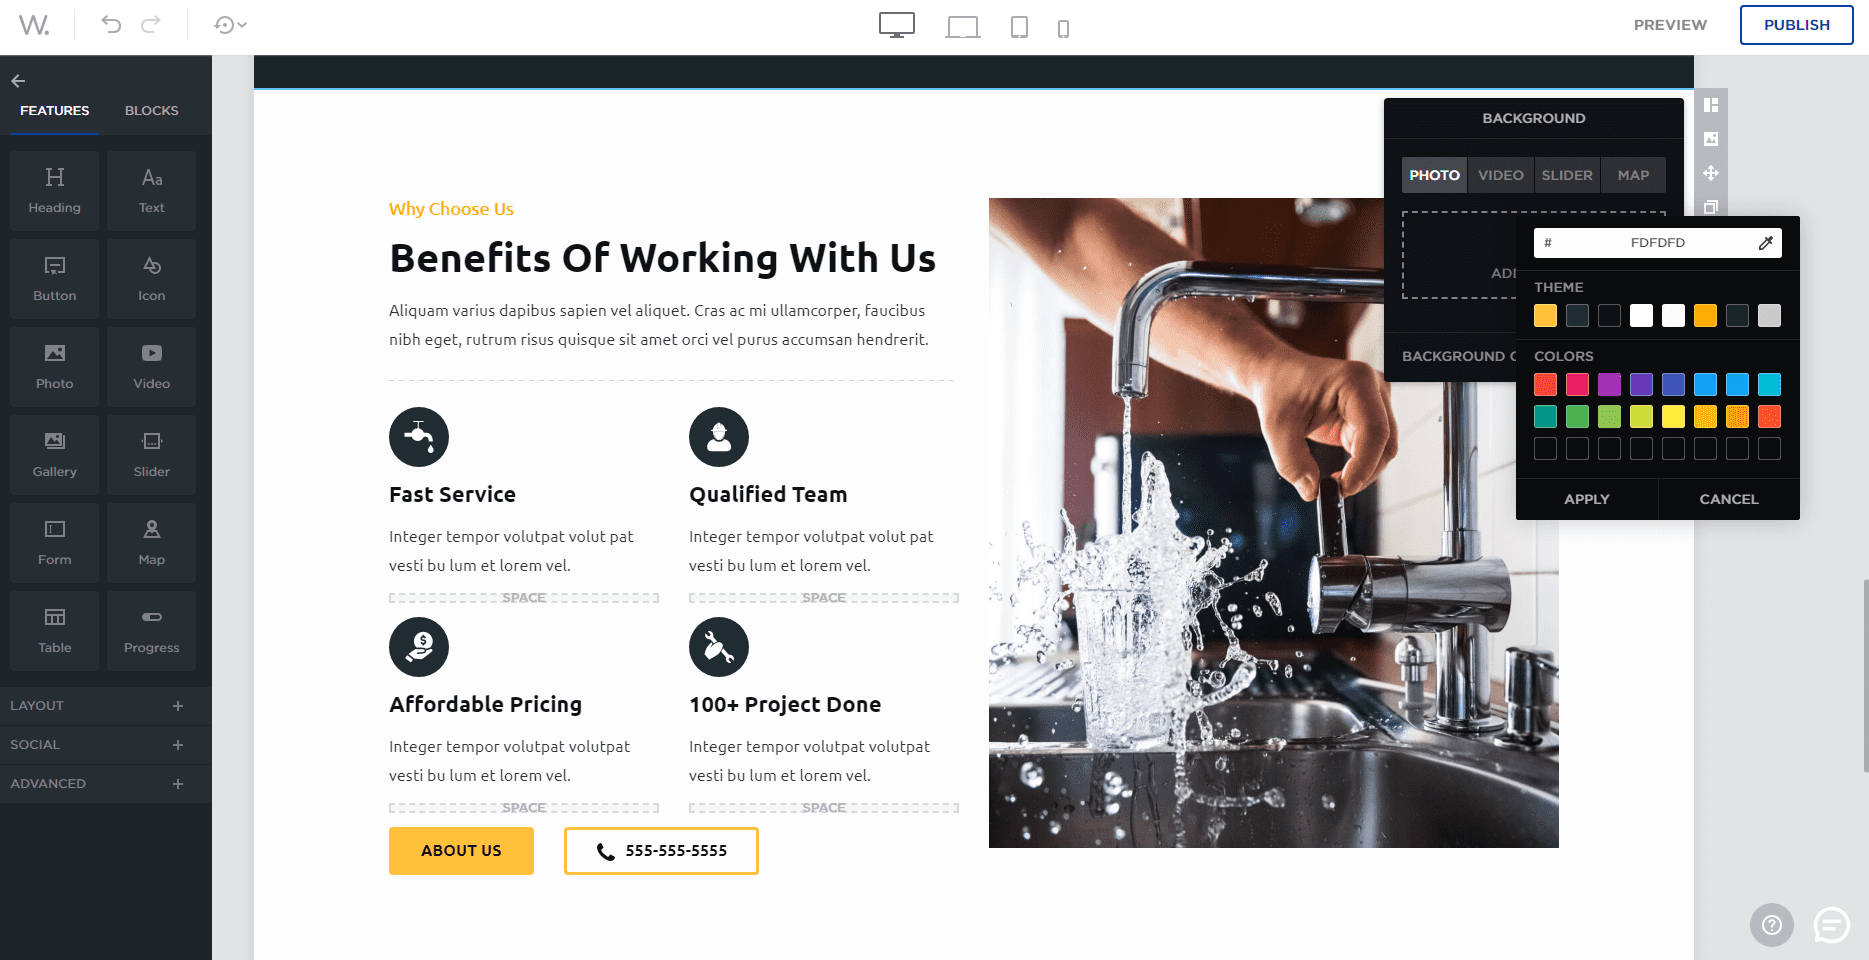 W.
PREVIEW
PUBLISH
FEATURES
BLOCKS
Heading
Text
Button
Icon
Photo
Video
Gallery
Slider
Form
Map
Table
Progress
LAYOUT +
SOCIAL +
ADVANCED +
Why Choose Us
Benefits Of Working With Us
Aliquam varius dapibus sapien vel aliquet. Cras ac mi ullamcorper, faucibus
nibh eget, rutrum risus quisque sit amet orci vel purus accumsan hendrerit.
Fast Service
Integer tempor volutpat volut pat
vesti bu lum et lorem vel.
SPACE
Qualified Team
Integer tempor volutpat volut pat
vesti bu lum et lorem vel.
SPACE
Affordable Pricing
Integer tempor volutpat volutpat
vesti bu lum et lorem vel.
SPACE
100+ Project Done
Integer tempor volutpat volutpat
vesti bu lum et lorem vel.
SPACE
ABOUT US
555-555-5555
BACKGROUND
PHOTO VIDEO SLIDER MAP
BACKGROUND
# FDFDFD
THEME
COLORS
APPLY
CANCEL